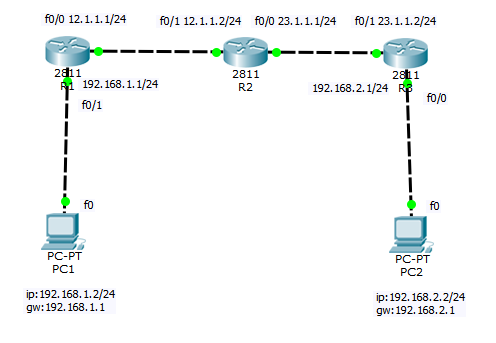 f0/0 12.1.1.1/24
f0/1 12.1.1.2/24
f0/0 23.1.1.1/24
f0/1 23.1.1.2/24
2811
R1
2811
R2
2811
R3
192.168.1.1/24
f0/1
192.168.2.1/24
f0/0
f0
f0
PC-PT
PC1
PC-PT
PC2
ip:192.168.1.2/24
gw:192.168.1.1
ip:192.168.2.2/24
gw:192.168.2.1